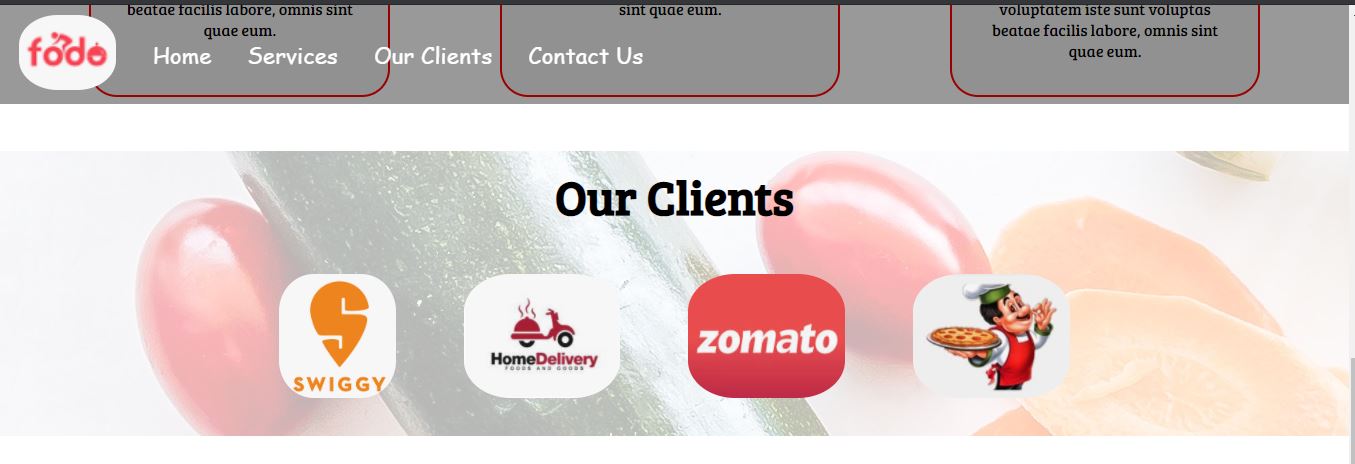 beatae facilis labore, omnis sint
quae eum.
sint quae eum.
voluptatem iste sunt voluptas
beatae facilis labore, omnis sint
quae eum.
fodo
Home Services Our Clients Contact Us
Our Clients
SWIGGY
HomeDelivery
FOODS AND GOODS
zomato